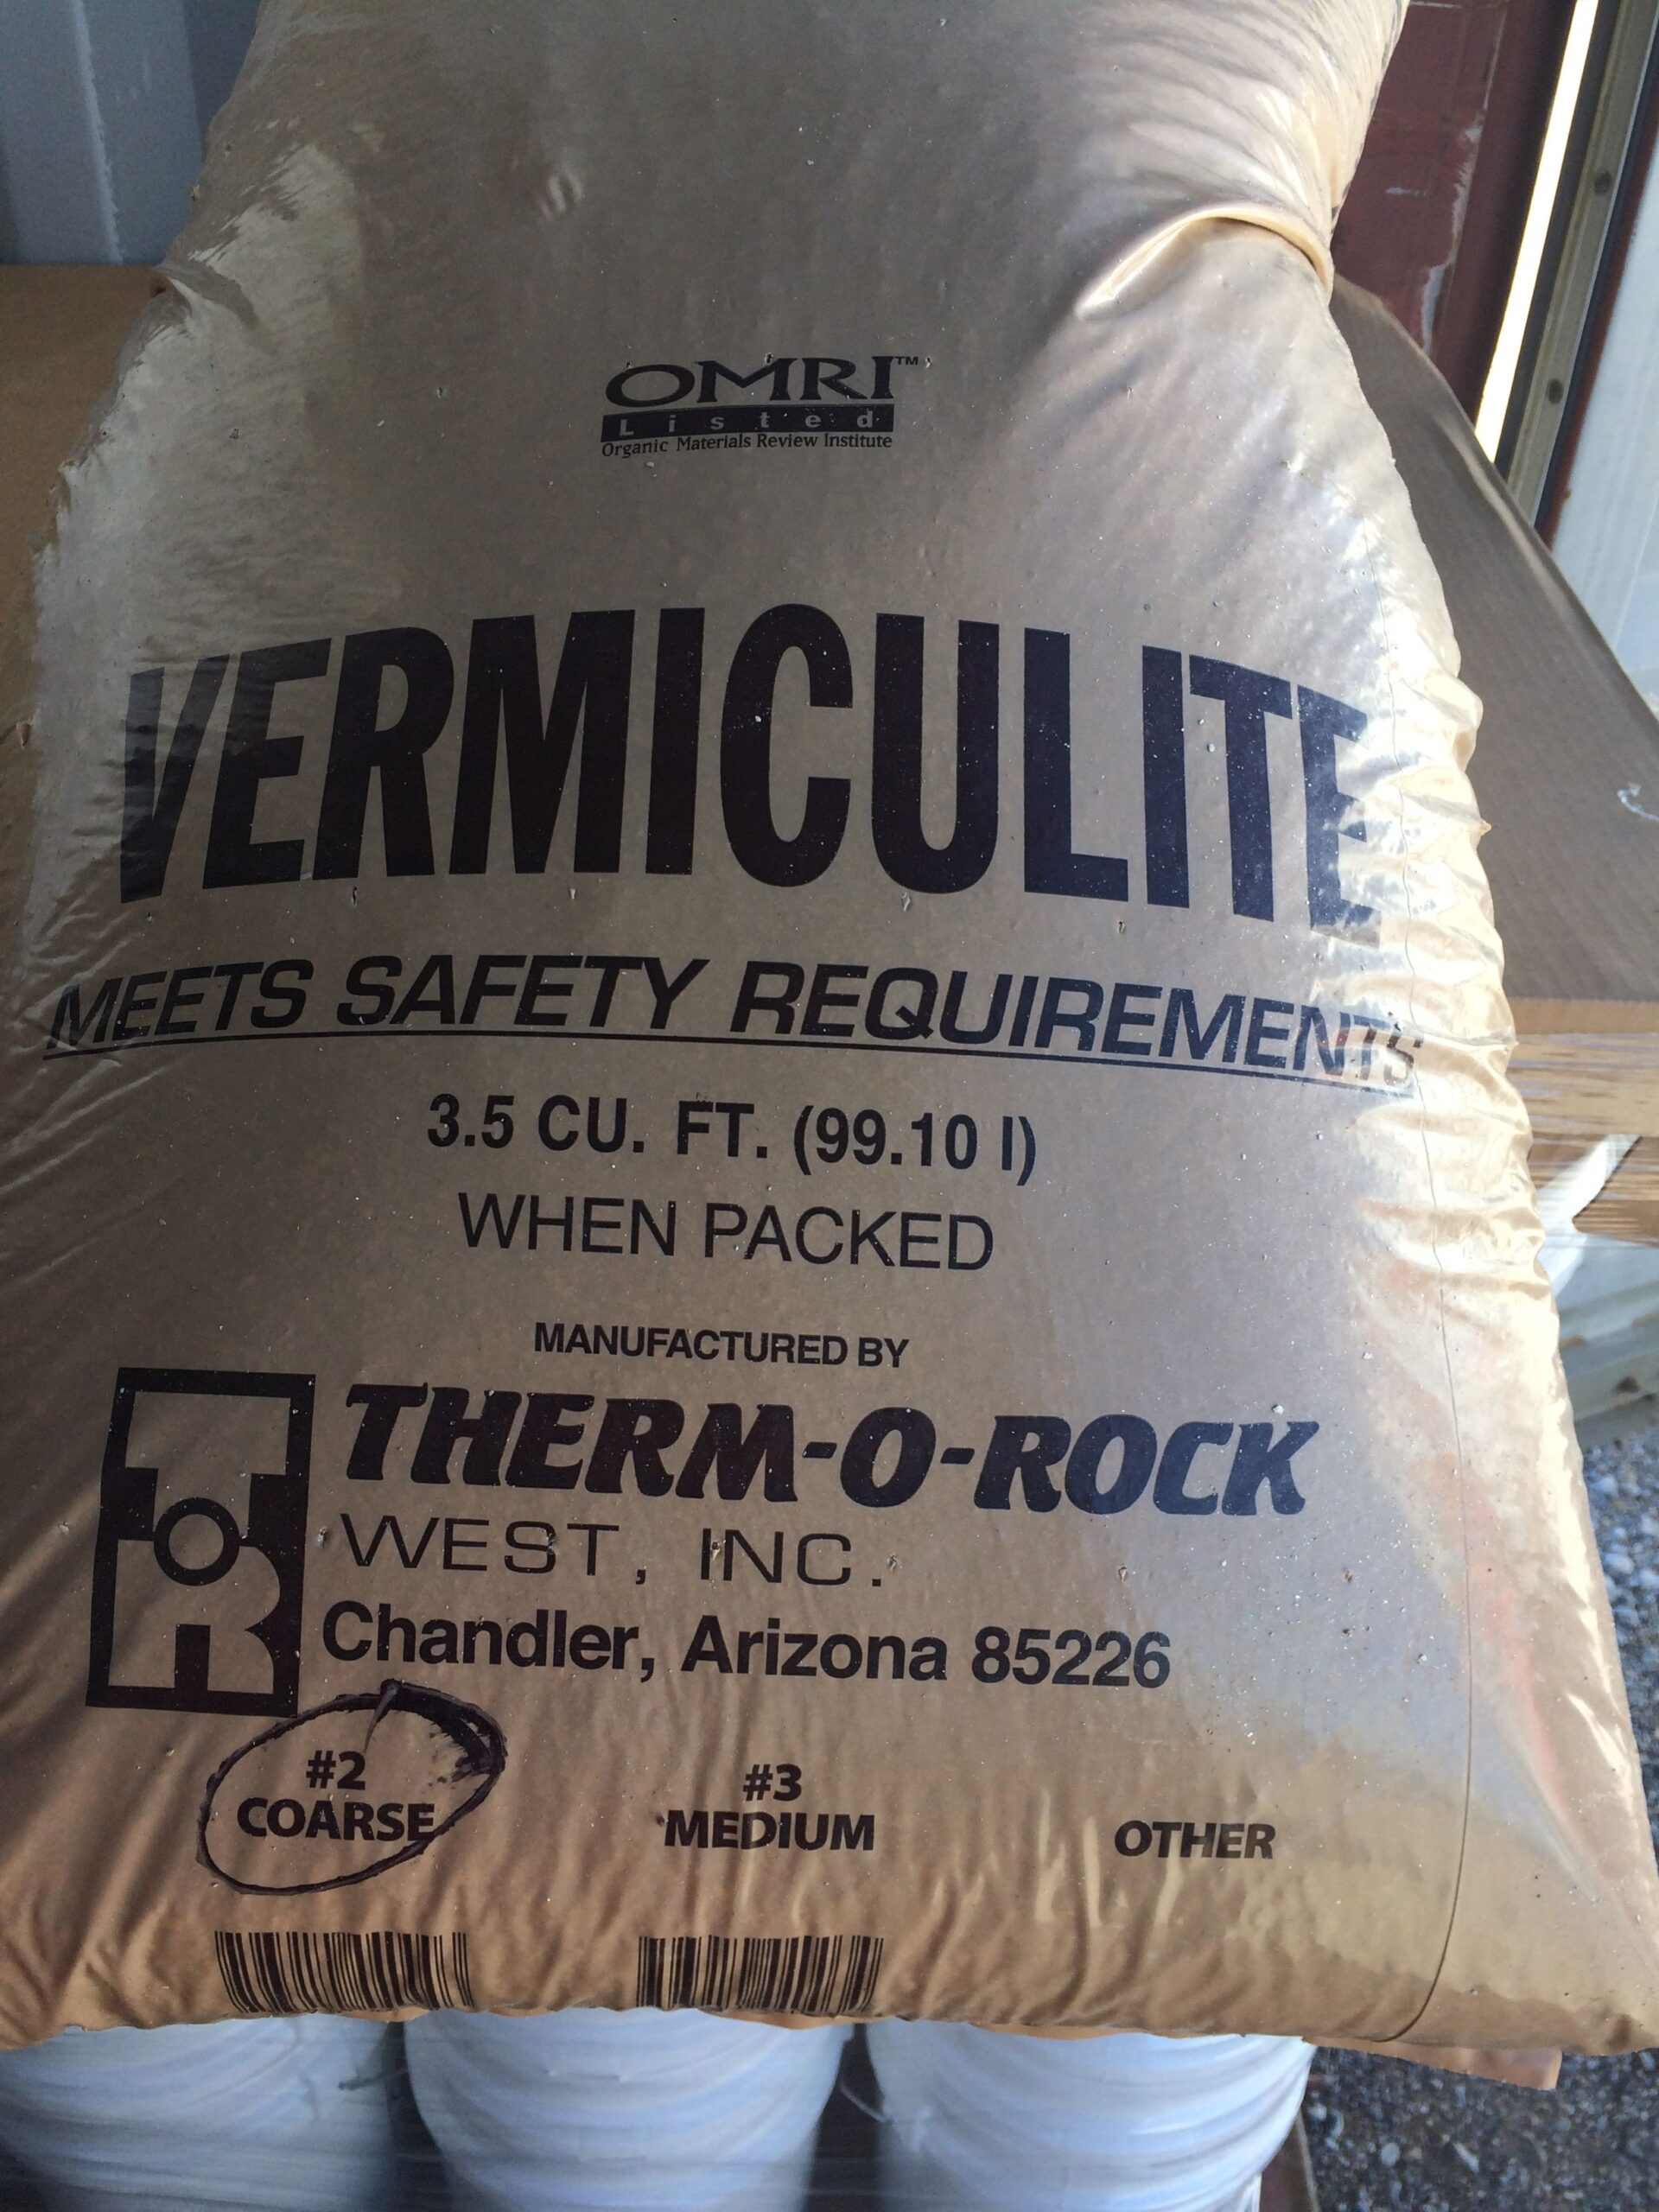 OMRI™
Listed
Organic Materials Review Institute
VERMICULITE
MEETS SAFETY REQUIREMENTS
3.5 CU. FT. (99.10 l)
WHEN PACKED
MANUFACTURED BY
TOR
THERM-O-ROCK
WEST, INC.
Chandler, Arizona 85226
#2
COARSE
#3
MEDIUM
OTHER